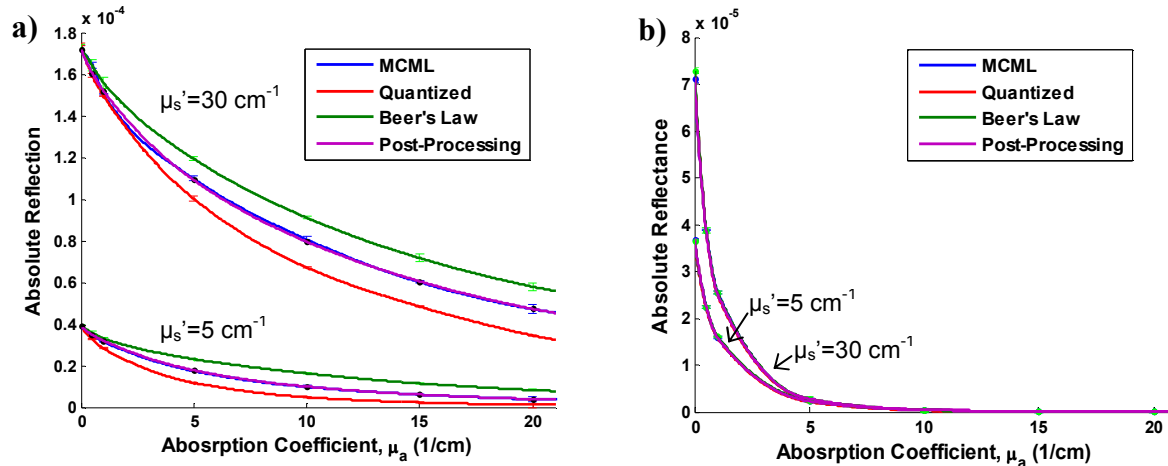 a)
x 10⁻⁴
1.8
1.6
1.4
1.2
1
0.8
0.6
0.4
0.2
0
0 5 10 15 20
Absolute Reflection
Abosrption Coefficient, μa (1/cm)
MCML
Quantized
Beer's Law
Post-Processing
μs'=30 cm⁻¹
μs'=5 cm⁻¹
b)
x 10⁻⁵
8
7
6
5
4
3
2
1
0
0 5 10 15 20
Absolute Reflectance
Abosrption Coefficient, μa (1/cm)
MCML
Quantized
Beer's Law
Post-Processing
μs'=5 cm⁻¹
μs'=30 cm⁻¹